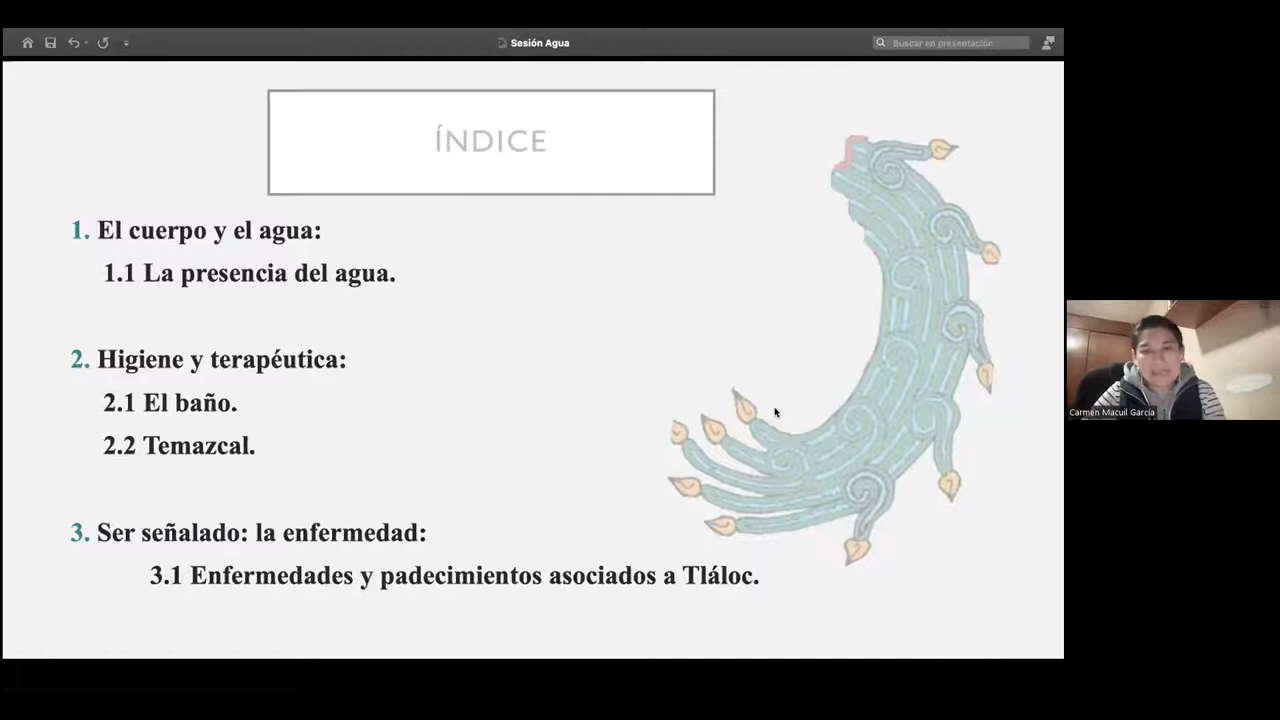 Sesión Agua
Buscar en presentación
ÍNDICE
1. El cuerpo y el agua:
1.1 La presencia del agua.
2. Higiene y terapéutica:
2.1 El baño.
2.2 Temazcal.
3. Ser señalado: la enfermedad:
3.1 Enfermedades y padecimientos asociados a Tláloc.
Carmen Macuil García